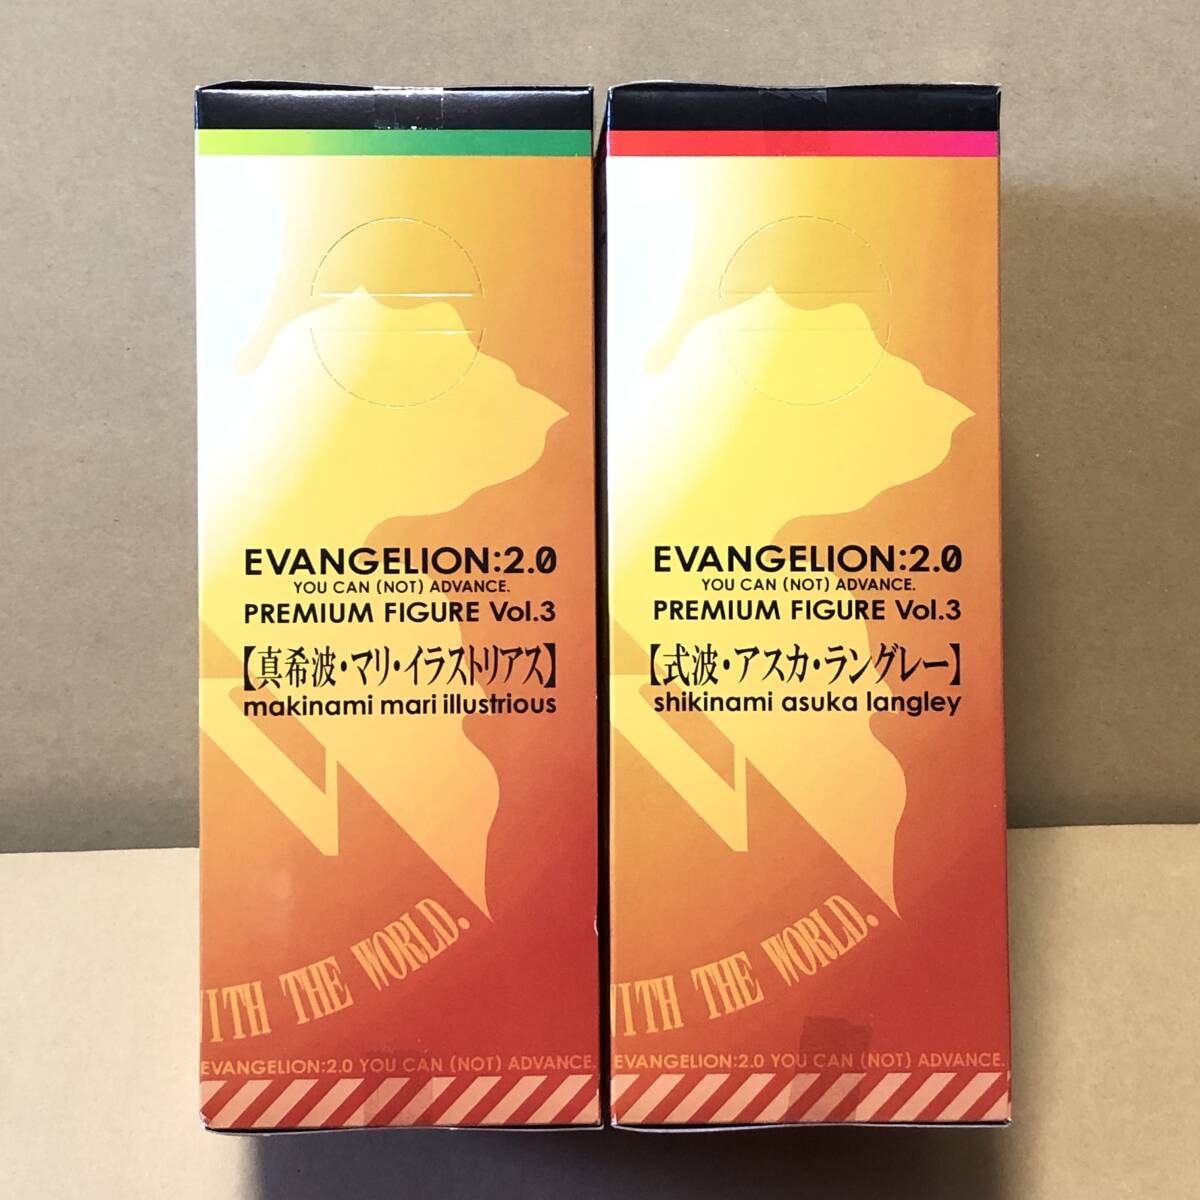 EVANGELION:2.0
YOU CAN (NOT) ADVANCE.
PREMIUM FIGURE Vol.3
【真希波・マリ・イラストリアス】
makinami mari illustrious
WITH THE WORLD.
EVANGELION:2.0 YOU CAN (NOT) ADVANCE.
EVANGELION:2.0
YOU CAN (NOT) ADVANCE.
PREMIUM FIGURE Vol.3
【式波・アスカ・ラングレー】
shikinami asuka langley
WITH THE WORLD.
EVANGELION:2.0 YOU CAN (NOT) ADVANCE.